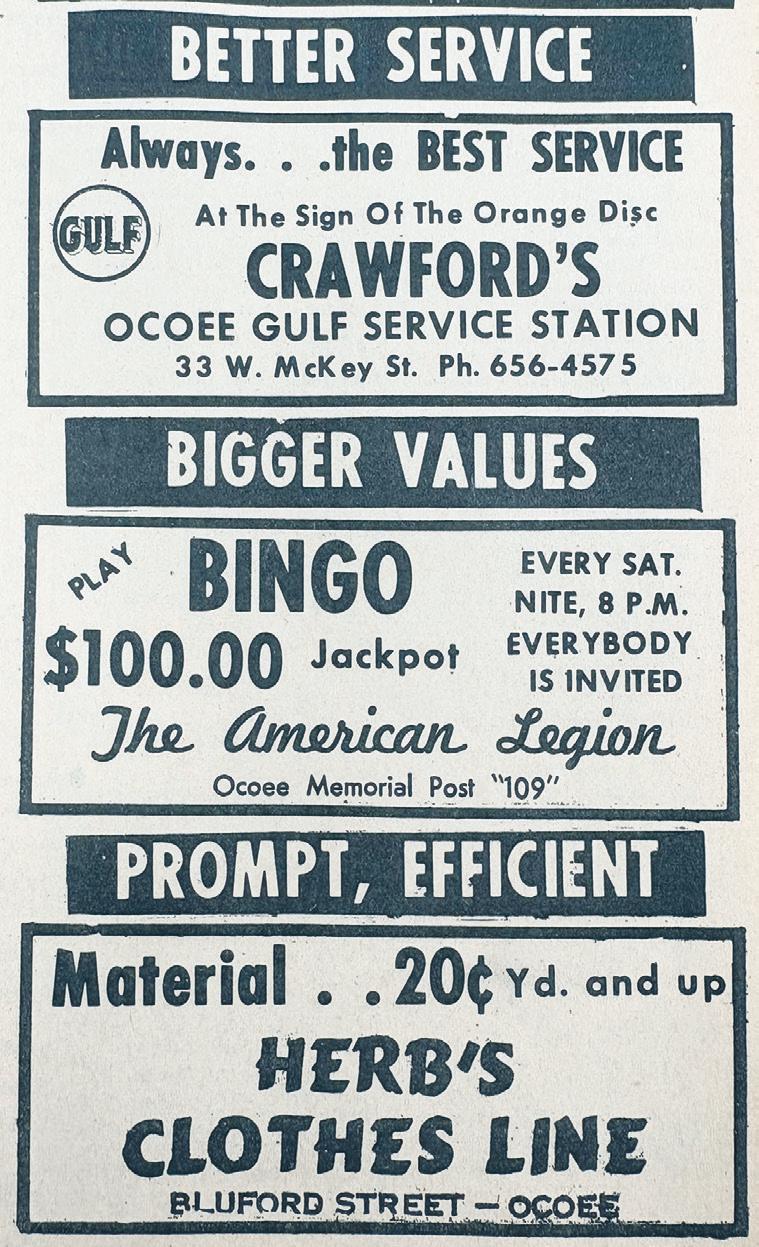 BETTER SERVICE
Always. . .the BEST SERVICE
GULF
At The Sign Of The Orange Disc
CRAWFORD'S
OCOEE GULF SERVICE STATION
33 W. McKey St. Ph. 656-4575
BIGGER VALUES
PLAY BINGO
$100.00 Jackpot
EVERY SAT.
NITE, 8 P.M.
EVERYBODY
IS INVITED
The American Legion
Ocoee Memorial Post "109"
PROMPT, EFFICIENT
Material . . 20¢ Yd. and up
HERB'S
CLOTHES LINE
BLUFORD STREET — OCOEE